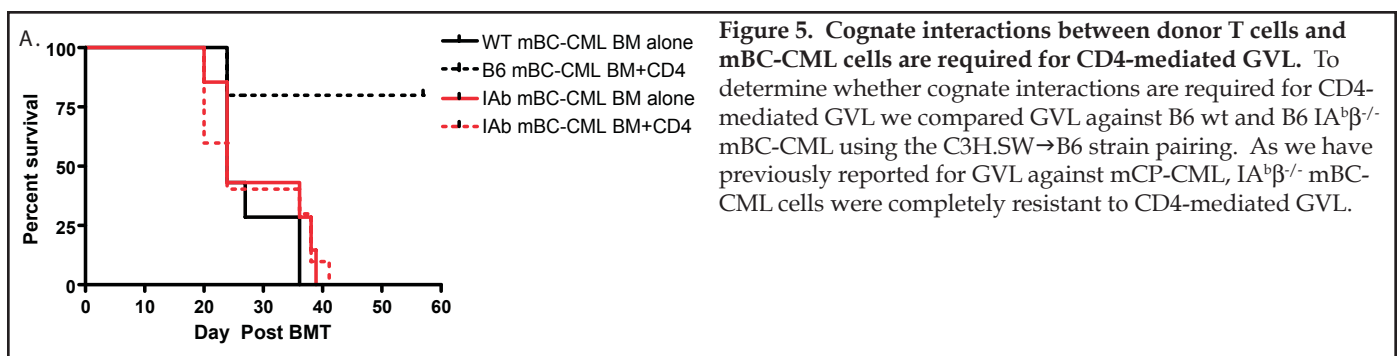 A.
100
75
50
25
0
Percent survival
0 10 20 30 40 50 60
Day Post BMT
WT mBC-CML BM alone
B6 mBC-CML BM+CD4
IAb mBC-CML BM alone
IAb mBC-CML BM+CD4
Figure 5. Cognate interactions between donor T cells and
mBC-CML cells are required for CD4-mediated GVL. To
determine whether cognate interactions are required for CD4-
mediated GVL we compared GVL against B6 wt and B6 IAᵇβ⁻/⁻
mBC-CML using the C3H.SW→B6 strain pairing. As we have
previously reported for GVL against mCP-CML, IAᵇβ⁻/⁻ mBC-
CML cells were completely resistant to CD4-mediated GVL.